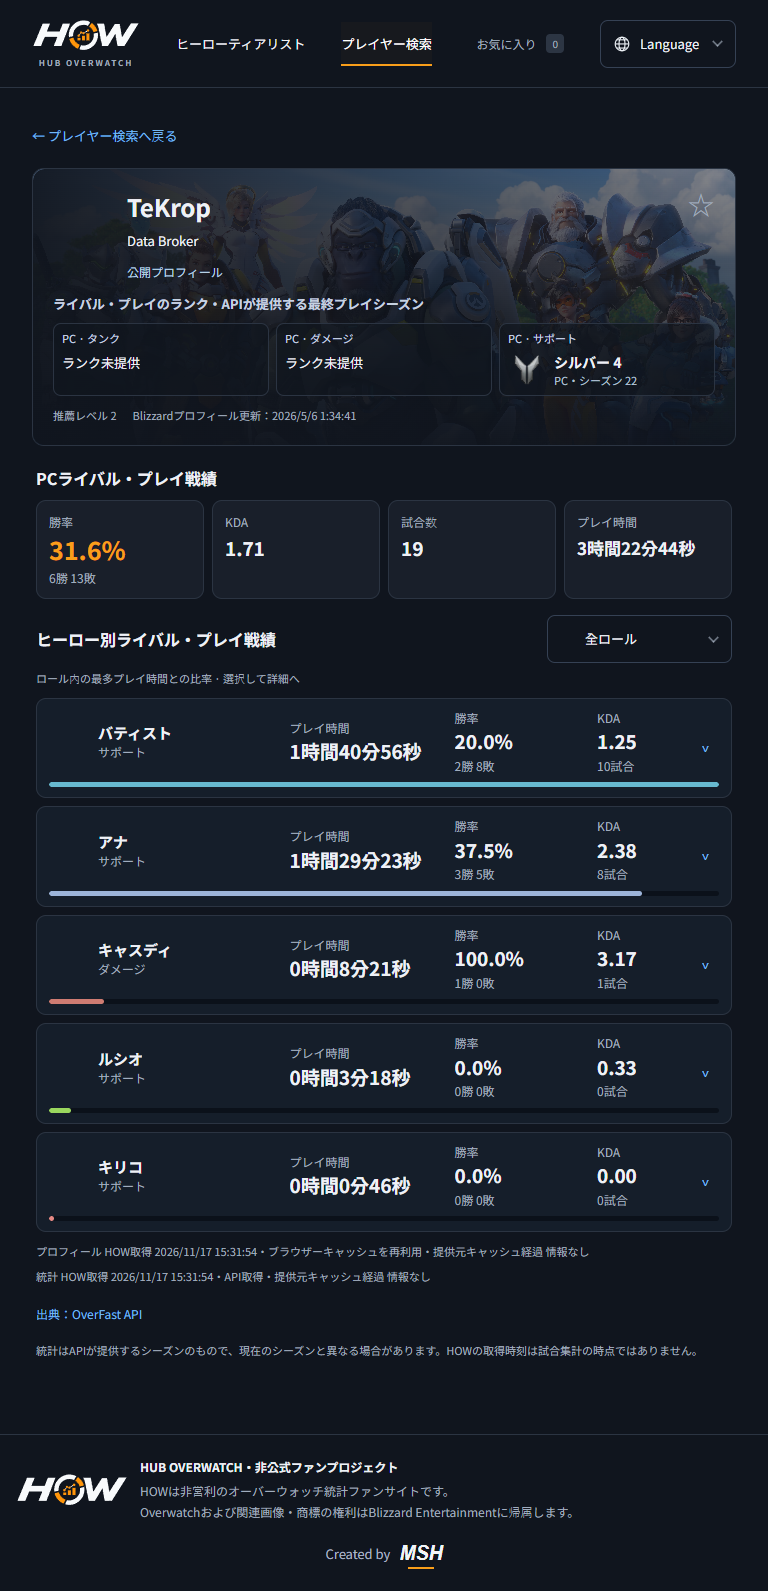 HOW
HUB OVERWATCH
ヒーローティアリスト
プレイヤー検索
お気に入り 0
Language
← プレイヤー検索へ戻る
TeKrop
Data Broker
公開プロフィール
ライバル・プレイのランク・APIが提供する最終プレイシーズン
PC・タンク
ランク未提供
PC・ダメージ
ランク未提供
PC・サポート
シルバー 4
PC・シーズン 22
推薦レベル 2 Blizzardプロフィール更新：2026/5/6 1:34:41
PCライバル・プレイ戦績
勝率
31.6%
6勝 13敗
KDA
1.71
試合数
19
プレイ時間
3時間22分44秒
ヒーロー別ライバル・プレイ戦績
全ロール
ロール内の最多プレイ時間との比率・選択して詳細へ
バティスト
サポート
プレイ時間
1時間40分56秒
勝率
20.0%
2勝 8敗
KDA
1.25
10試合
v
アナ
サポート
プレイ時間
1時間29分23秒
勝率
37.5%
3勝 5敗
KDA
2.38
8試合
v
キャスディ
ダメージ
プレイ時間
0時間8分21秒
勝率
100.0%
1勝 0敗
KDA
3.17
1試合
v
ルシオ
サポート
プレイ時間
0時間3分18秒
勝率
0.0%
0勝 0敗
KDA
0.33
0試合
v
キリコ
サポート
プレイ時間
0時間0分46秒
勝率
0.0%
0勝 0敗
KDA
0.00
0試合
v
プロフィール HOW取得 2026/11/17 15:31:54・ブラウザーキャッシュを再利用・提供元キャッシュ経過 情報なし
統計 HOW取得 2026/11/17 15:31:54・API取得・提供元キャッシュ経過 情報なし
出典：OverFast API
統計はAPIが提供するシーズンのもので、現在のシーズンと異なる場合があります。HOWの取得時刻は試合集計の時点ではありません。
HOW
HUB OVERWATCH・非公式ファンプロジェクト
HOWは非営利のオーバーウォッチ統計ファンサイトです。
Overwatchおよび関連画像・商標の権利はBlizzard Entertainmentに帰属します。
Created by MSH